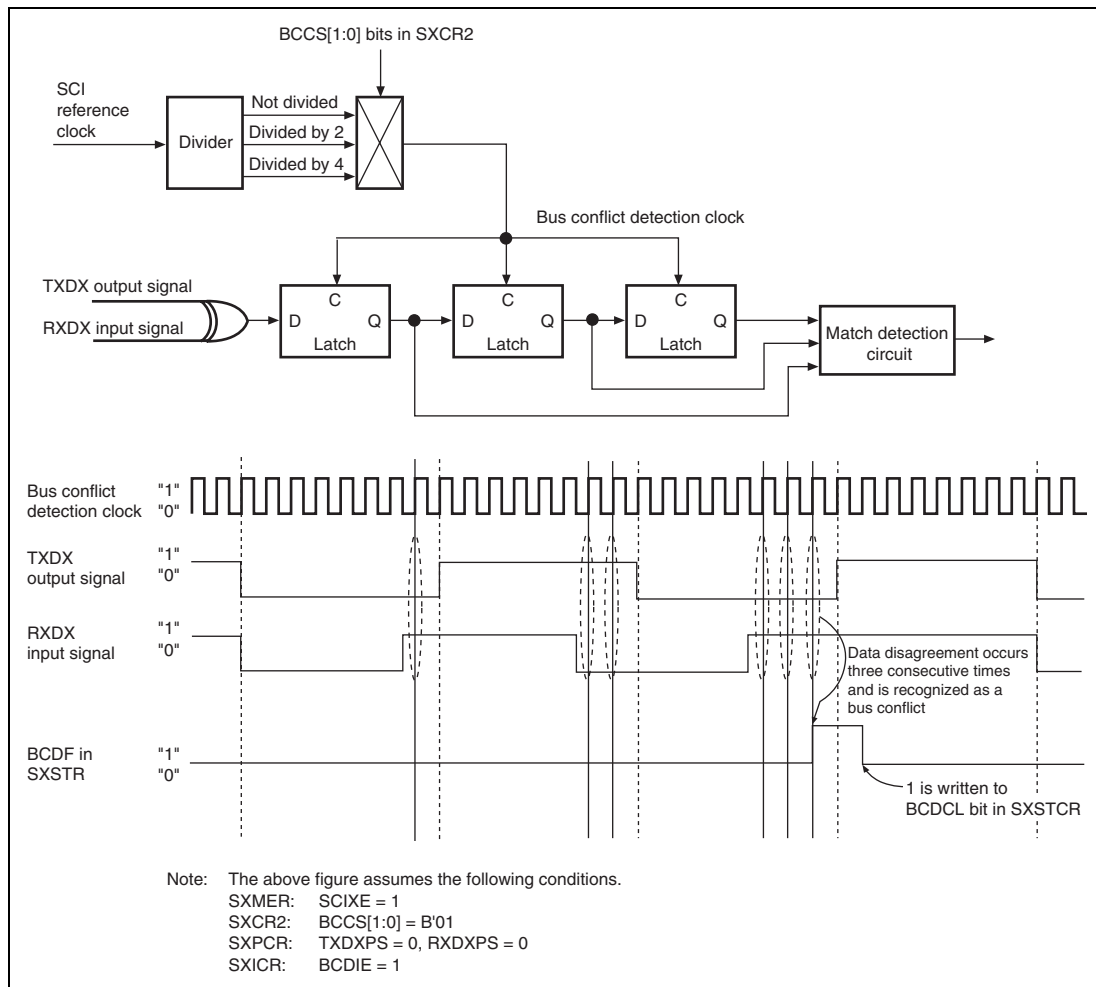 BCCS[1:0] bits in SXCR2
SCI
reference
clock
Divider
Not divided
Divided by 2
Divided by 4
Bus conflict detection clock
TXDX output signal
RXDX input signal
C
D Q
Latch
C
D Q
Latch
C
D Q
Latch
Match detection
circuit
Bus conflict
detection clock
"1"
"0"
TXDX
output signal
"1"
"0"
RXDX
input signal
"1"
"0"
Data disagreement occurs
three consecutive times
and is recognized as a
bus conflict
BCDF in
SXSTR
"1"
"0"
1 is written to
BCDCL bit in SXSTCR
Note: The above figure assumes the following conditions.
SXMER: SCIXE = 1
SXCR2: BCCS[1:0] = B'01
SXPCR: TXDXPS = 0, RXDXPS = 0
SXICR: BCDIE = 1